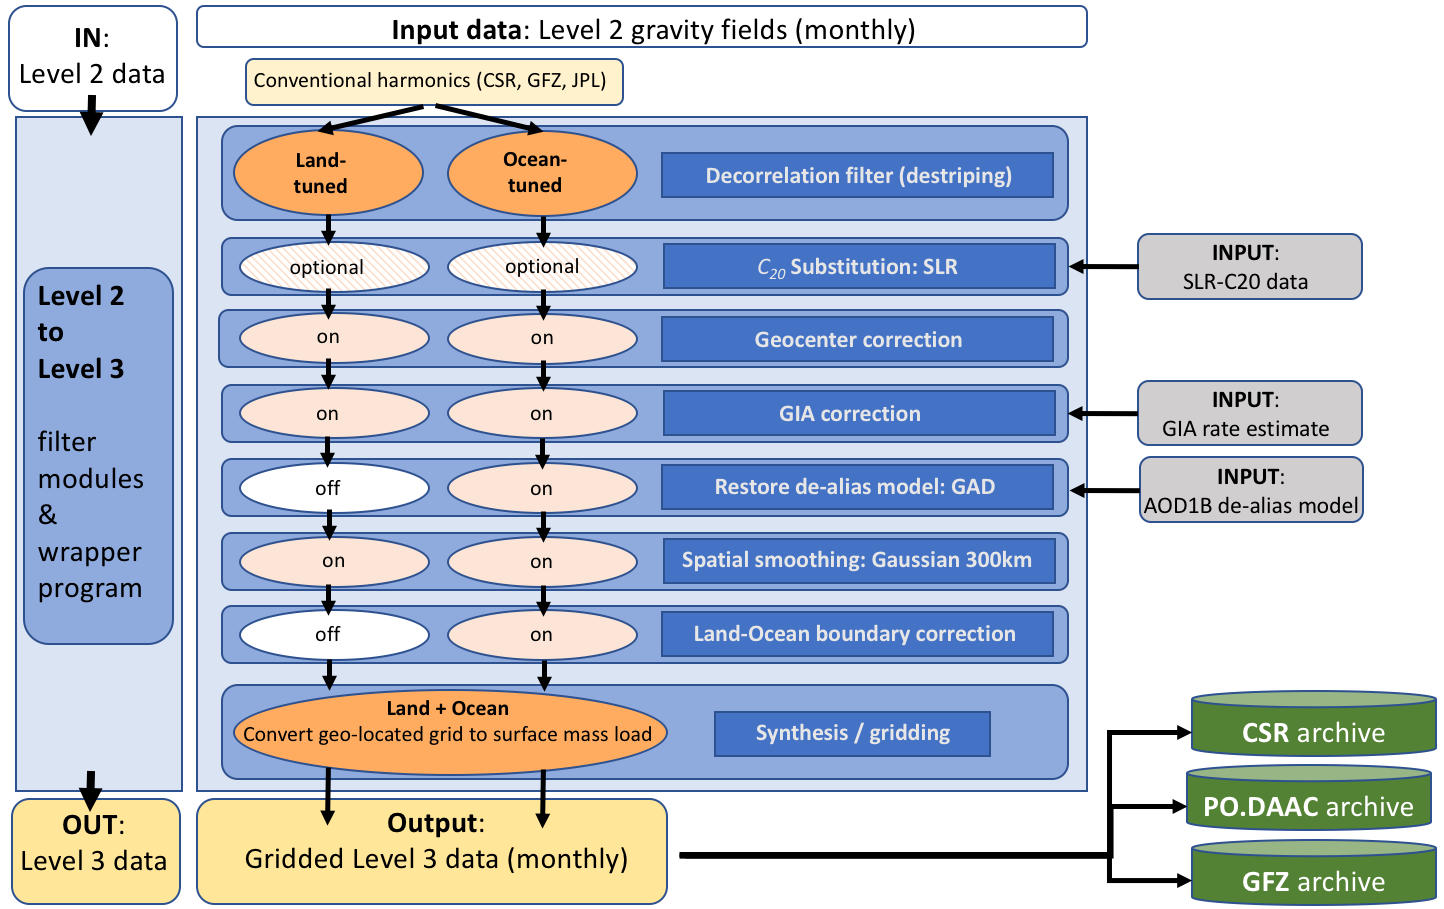 IN:
Level 2 data
Input data: Level 2 gravity fields (monthly)
Conventional harmonics (CSR, GFZ, JPL)
Land-
tuned
Ocean-
tuned
Decorrelation filter (destriping)
optional
optional
C20 Substitution: SLR
INPUT:
SLR-C20 data
on
on
Geocenter correction
on
on
GIA correction
INPUT:
GIA rate estimate
off
on
Restore de-alias model: GAD
INPUT:
AOD1B de-alias model
on
on
Spatial smoothing: Gaussian 300km
off
on
Land-Ocean boundary correction
Land + Ocean
Convert geo-located grid to surface mass load
Synthesis / gridding
Level 2
to
Level 3
filter
modules
&
wrapper
program
OUT:
Level 3 data
Output:
Gridded Level 3 data (monthly)
CSR archive
PO.DAAC archive
GFZ archive